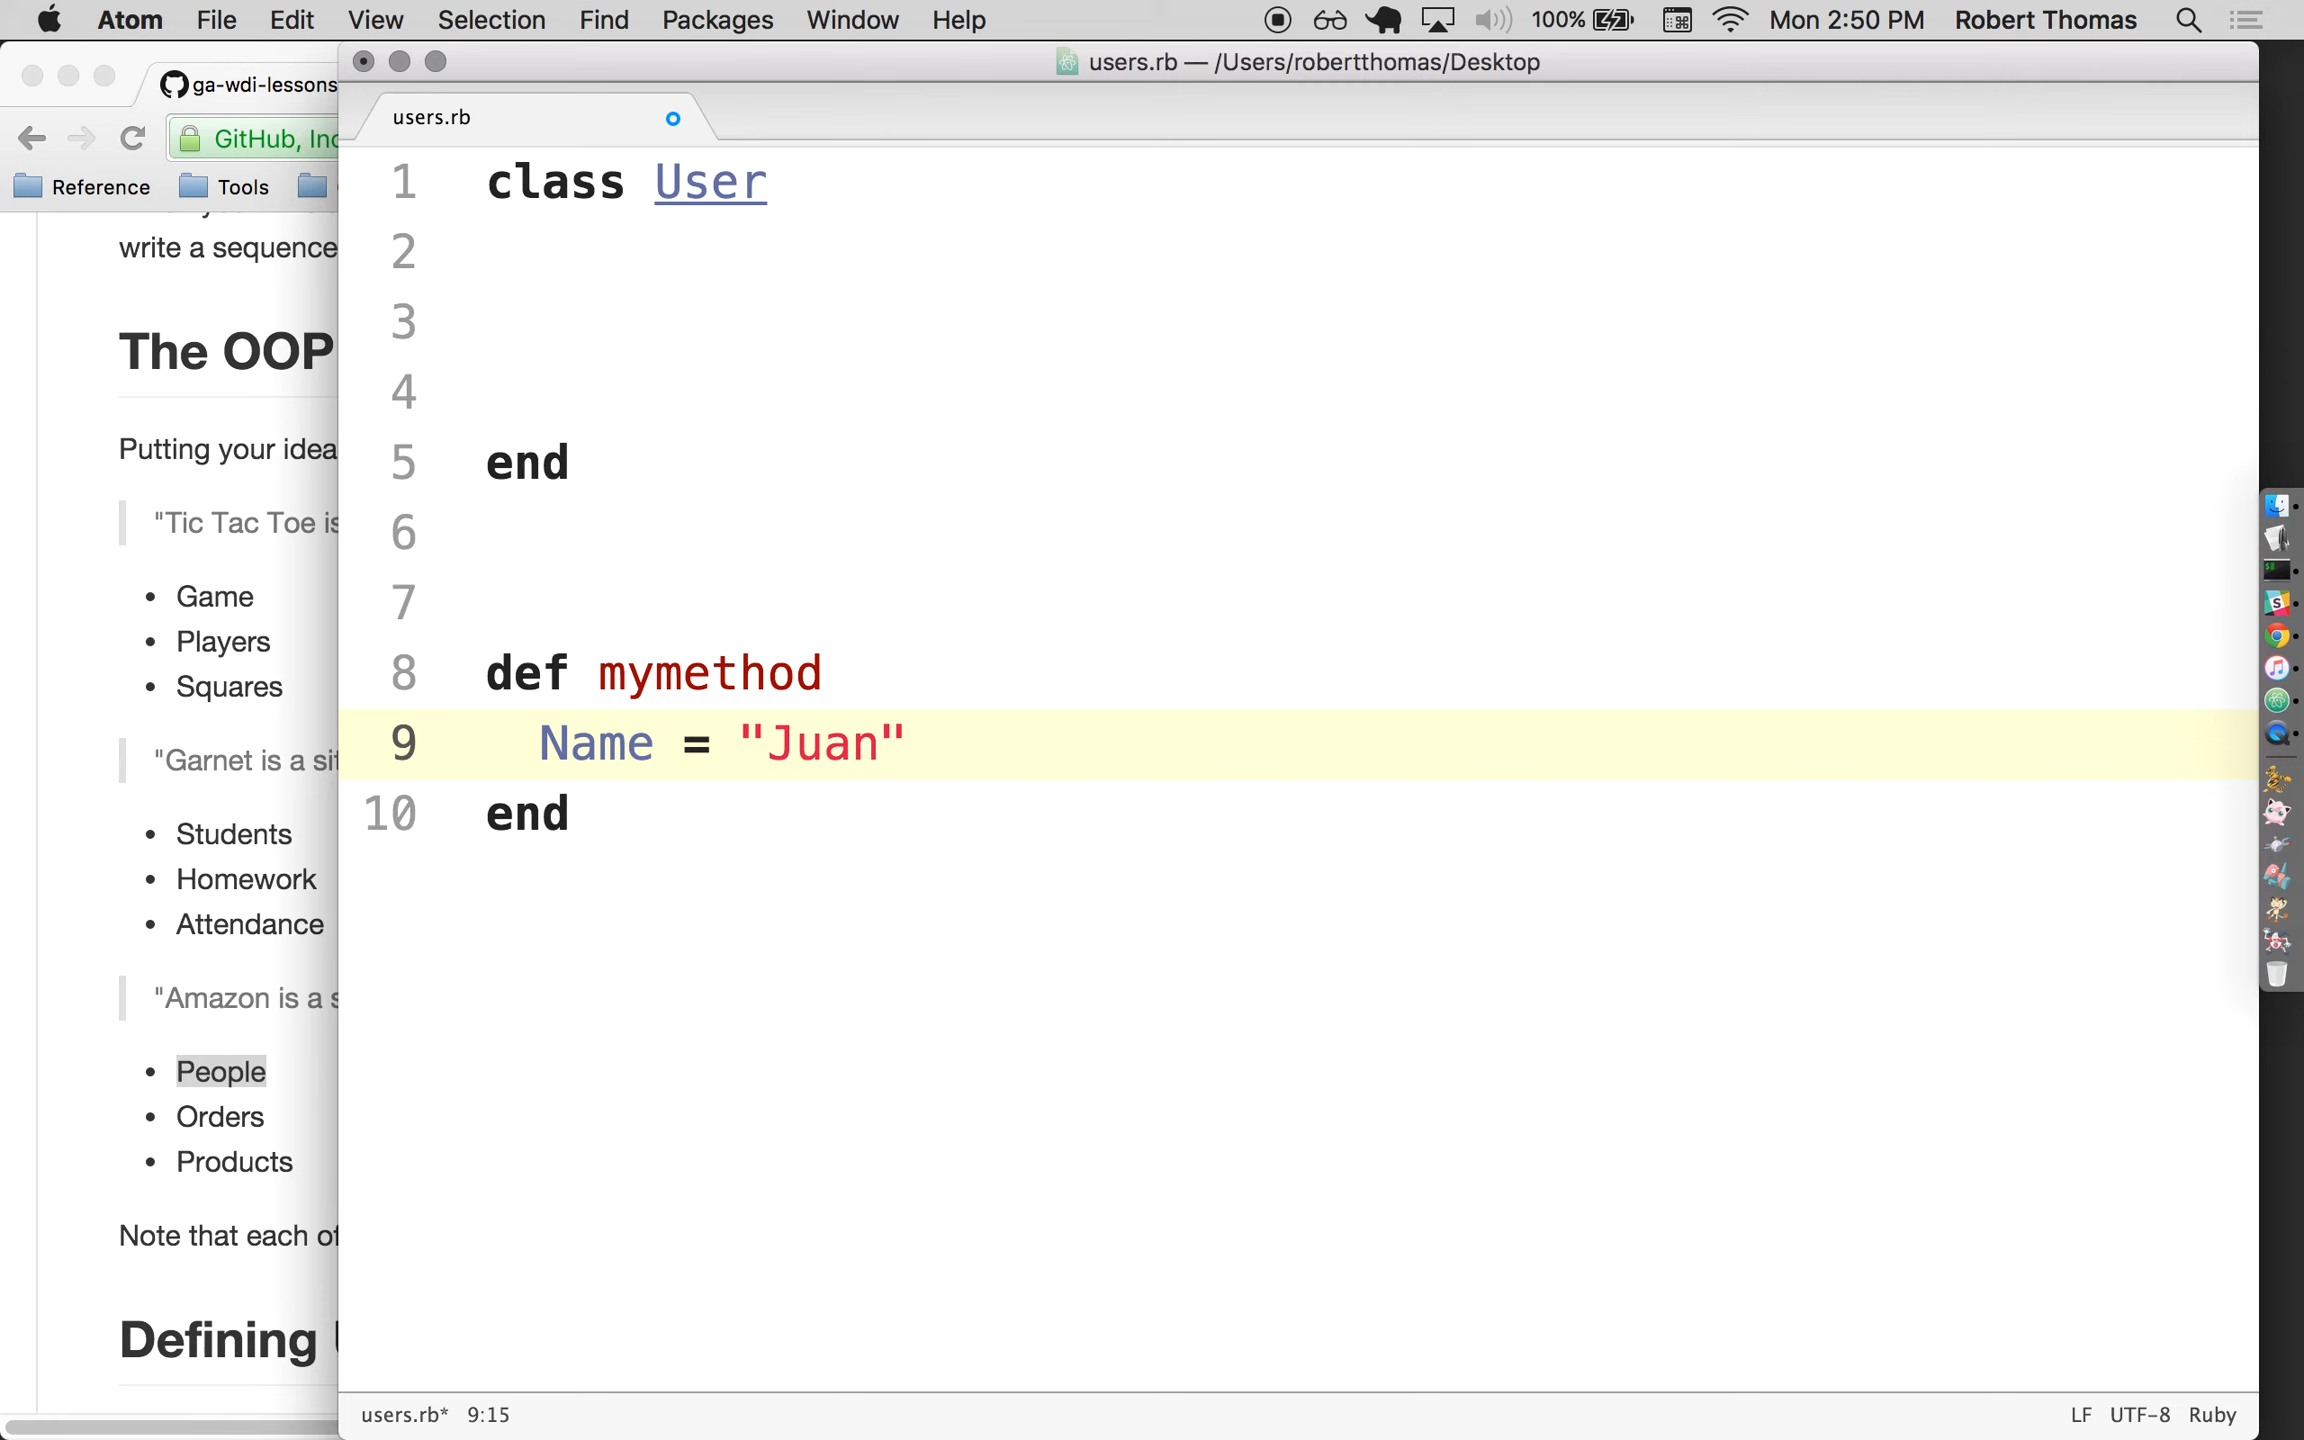 Atom File Edit View Selection Find Packages Window Help 100% Mon 2:50 PM Robert Thomas
users.rb — /Users/robertthomas/Desktop
ga-wdi-lessons
users.rb
GitHub, Inc
Reference Tools
write a sequence
The OOP
Putting your idea
"Tic Tac Toe is
Game
Players
Squares
"Garnet is a sit
Students
Homework
Attendance
"Amazon is a s
People
Orders
Products
Note that each of
Defining
1 class User
2
3
4
5 end
6
7
8 def mymethod
9 Name = "Juan"
10 end
users.rb* 9:15 LF UTF-8 Ruby